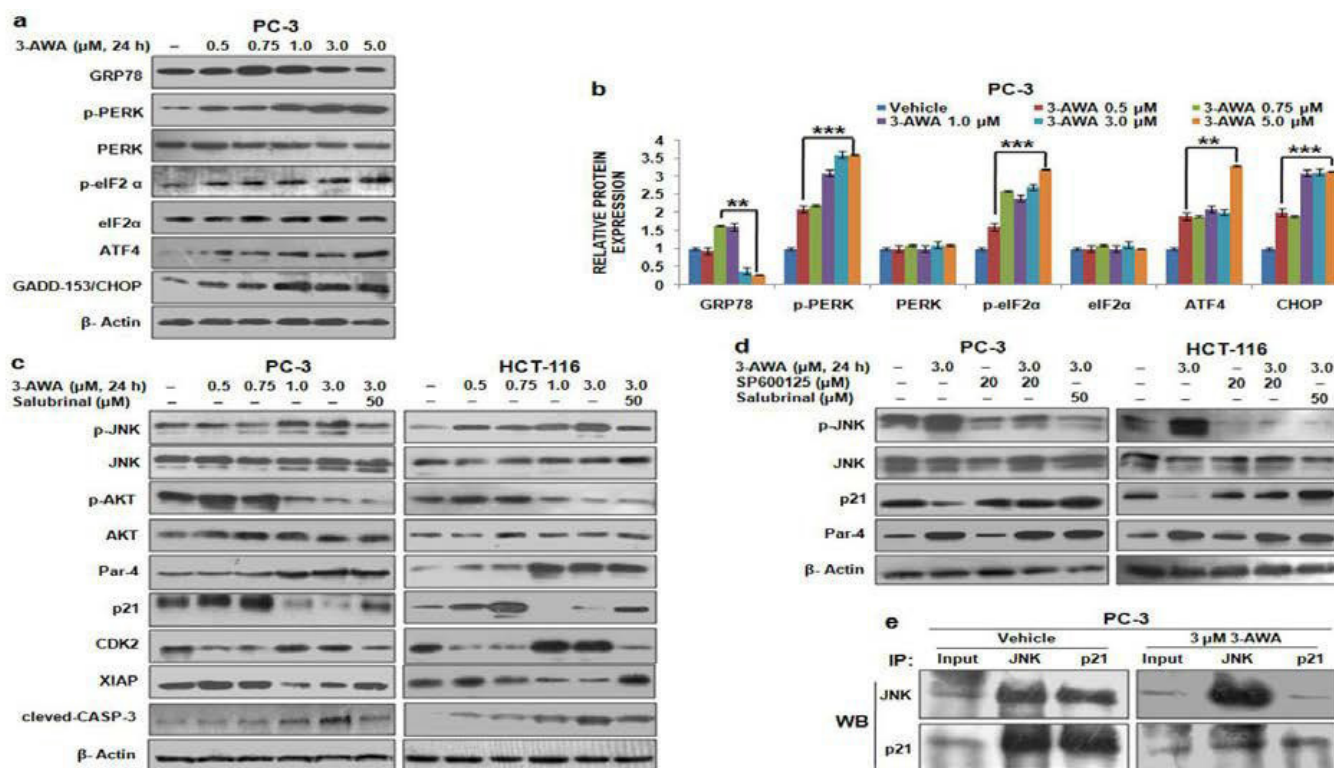 a
PC-3
3-AWA (µM, 24 h) – 0.5 0.75 1.0 3.0 5.0
GRP78
p-PERK
PERK
p-eIF2 α
eIF2α
ATF4
GADD-153/CHOP
β- Actin
b
PC-3
Vehicle 3-AWA 0.5 µM 3-AWA 0.75 µM
3-AWA 1.0 µM 3-AWA 3.0 µM 3-AWA 5.0 µM
RELATIVE PROTEIN
EXPRESSION
4
3.5
3
2.5
2
1.5
1
0.5
0
** *** *** ** ***
GRP78 p-PERK PERK p-eIF2α eIF2α ATF4 CHOP
c
PC-3 HCT-116
3-AWA (µM, 24 h) – 0.5 0.75 1.0 3.0 3.0 – 0.5 0.75 1.0 3.0 3.0
Salubrinal (µM) – – – – – 50 – – – – – 50
p-JNK
JNK
p-AKT
AKT
Par-4
p21
CDK2
XIAP
cleved-CASP-3
β- Actin
d
PC-3 HCT-116
3-AWA (µM, 24 h) – 3.0 – 3.0 3.0 – 3.0 – 3.0 3.0
SP600125 (µM) – – 20 20 – – – 20 20 –
Salubrinal (µM) – – – – 50 – – – – 50
p-JNK
JNK
p21
Par-4
β- Actin
e
PC-3
Vehicle 3 µM 3-AWA
IP: Input JNK p21 Input JNK p21
WB
JNK
p21